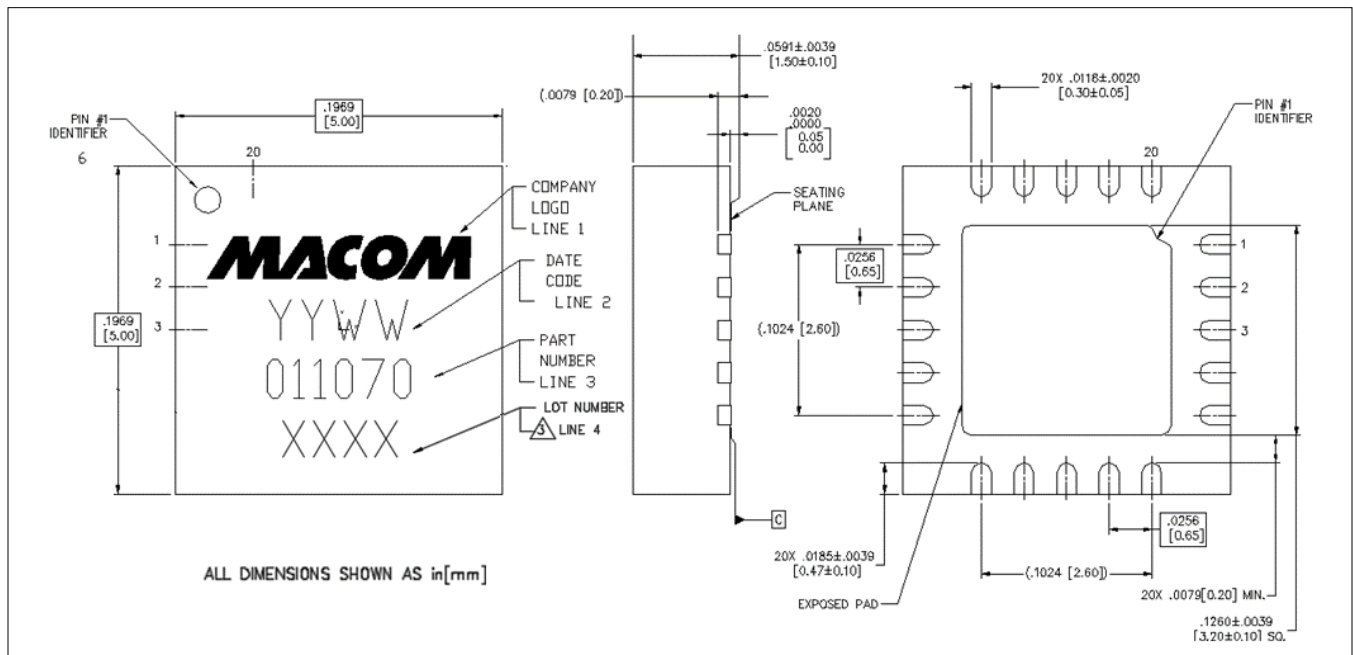 PIN #1
IDENTIFIER
6
.1969
[5.00]
20
COMPANY
LOGO
LINE 1
1
MACOM
DATE
CODE
LINE 2
2
YYWW
.1969
[5.00]
3
PART
NUMBER
LINE 3
011070
LOT NUMBER
3 LINE 4
XXXX
ALL DIMENSIONS SHOWN AS in[mm]
.0591±.0039
[1.50±0.10]
(.0079 [0.20])
.0020
.0000
[0.05
0.00]
SEATING
PLANE
C
20X .0118±.0020
[0.30±0.05]
PIN #1
IDENTIFIER
20
1
.0256
[0.65]
2
(.1024 [2.60])
3
20X .0185±.0039
[0.47±0.10]
.0256
[0.65]
(.1024 [2.60])
EXPOSED PAD
20X .0079[0.20] MIN.
.1260±.0039
[3.20±0.10] SQ.